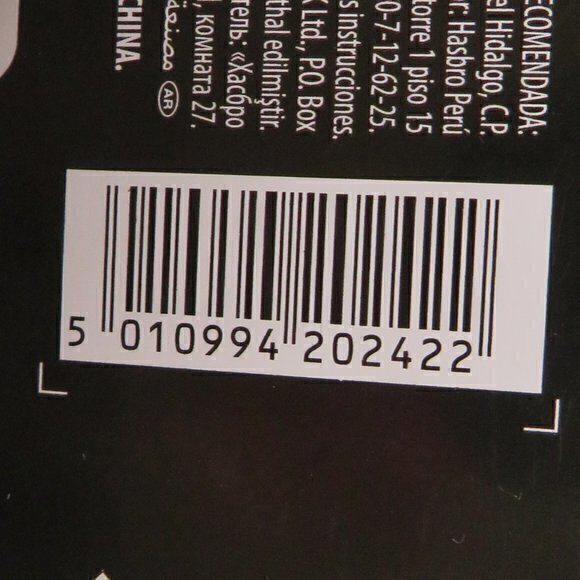 RECOMENDADA:
el Hidalgo, C.P.
r: Hasbro Perú
torre 1 piso 15
0-7-12-62-25.
s instrucciones.
K Ltd., P.O. Box
thal edilmiştir.
тель: «Хасбро
, комната 27.
AR
CHINA.
5 010994 202422